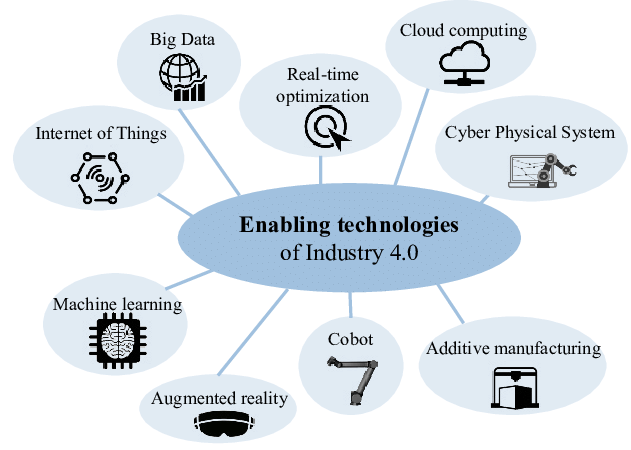 Big Data
Cloud computing
Real-time
optimization
Internet of Things
Cyber Physical System
Enabling technologies
of Industry 4.0
Machine learning
Cobot
Additive manufacturing
Augmented reality